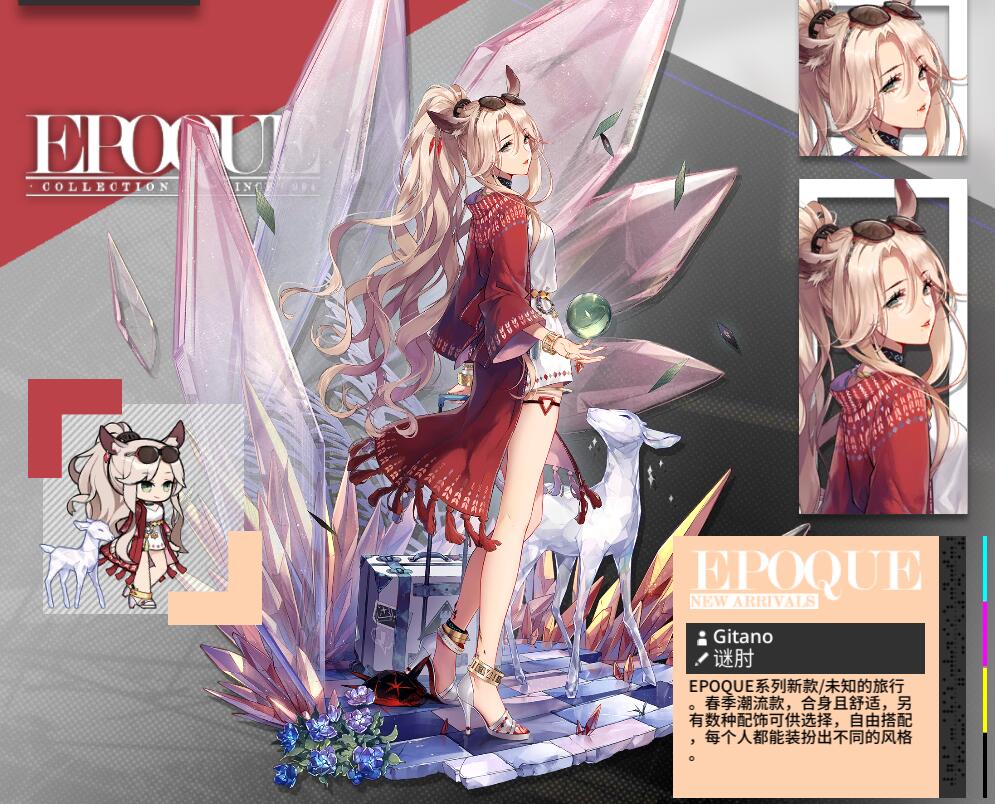 EPOQUE
COLLECTION
EPOQUE
NEW ARRIVALS
Gitano
谜肘
EPOQUE系列新款/未知的旅行
。春季潮流款，合身且舒适，另
有数种配饰可供选择，自由搭配
，每个人都能装扮出不同的风格
。